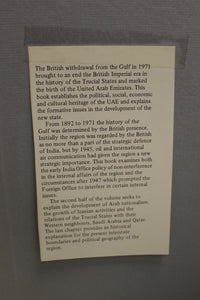 The British withdrawal from the Gulf in 1971
brought to an end the British Imperial era in
the history of the Trucial States and marked
the birth of the United Arab Emirates. This
book establishes the political, social, economic
and cultural heritage of the UAE and explains
the formative issues in the development of the
area.
From 1892 to 1971 the history of the
Gulf was determined by the British presence.
Initially the region was regarded by the British
as no more than a part of the strategic defence
of India, but by 1945, oil and international
air communication had given the region a new
strategic importance. This book examines both
the early India Office policy of non-interference
in the internal affairs of the region and the
circumstances after 1947 which prompted the
Foreign Office to interfere in certain internal
issues.
The second half of the volume seeks to
explain the development of Arab nationalism,
the growth of Iranian activities and the
relations of the Trucial States with their
Western neighbours, Saudi Arabia and Qatar.
The last chapter provides an historical
explanation for the present interstate
boundaries and political geography of the
region.